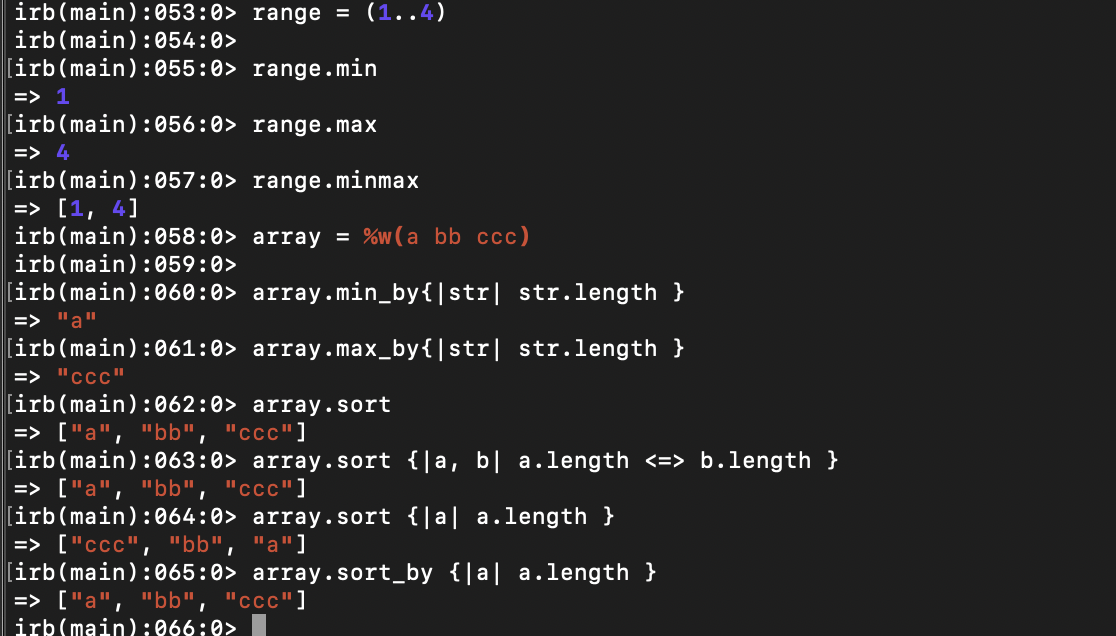 irb(main):053:0> range = (1..4)
irb(main):054:0>
[irb(main):055:0> range.min
=> 1
[irb(main):056:0> range.max
=> 4
[irb(main):057:0> range.minmax
=> [1, 4]
irb(main):058:0> array = %w(a bb ccc)
irb(main):059:0>
[irb(main):060:0> array.min_by{|str| str.length }
=> "a"
[irb(main):061:0> array.max_by{|str| str.length }
=> "ccc"
[irb(main):062:0> array.sort
=> ["a", "bb", "ccc"]
[irb(main):063:0> array.sort {|a, b| a.length <=> b.length }
=> ["a", "bb", "ccc"]
[irb(main):064:0> array.sort {|a| a.length }
=> ["ccc", "bb", "a"]
[irb(main):065:0> array.sort_by {|a| a.length }
=> ["a", "bb", "ccc"]
irb(main):066:0>